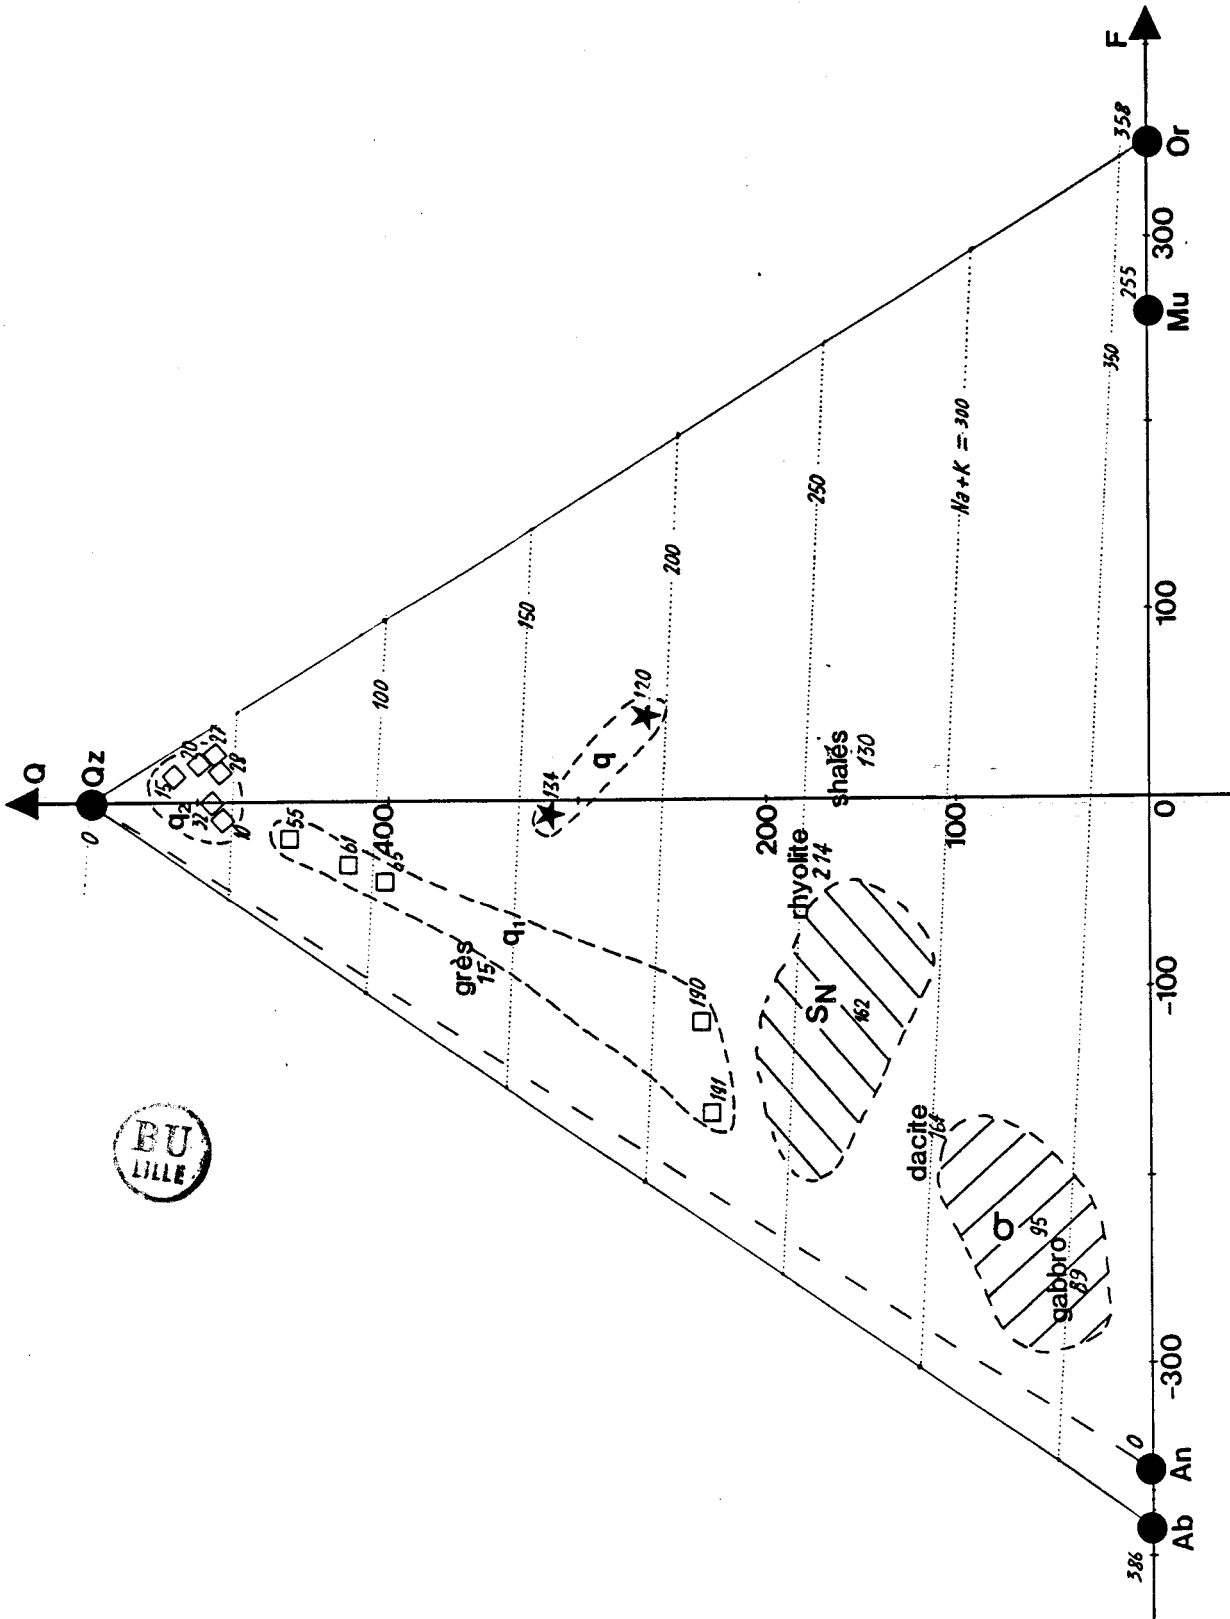 Q
Qz
0
15
20
27
28
q2
32
10
55
61
65
400
100
grès
15
q1
134
150
q
120
200
190
191
200
250
shales
130
rhyolite
214
SN
162
100
Na+K = 300
dacite
164
σ
95
gabbro
89
350
F
358
Or
300
255
Mu
100
0
-100
-300
0
An
Ab
386
BU
LILLE